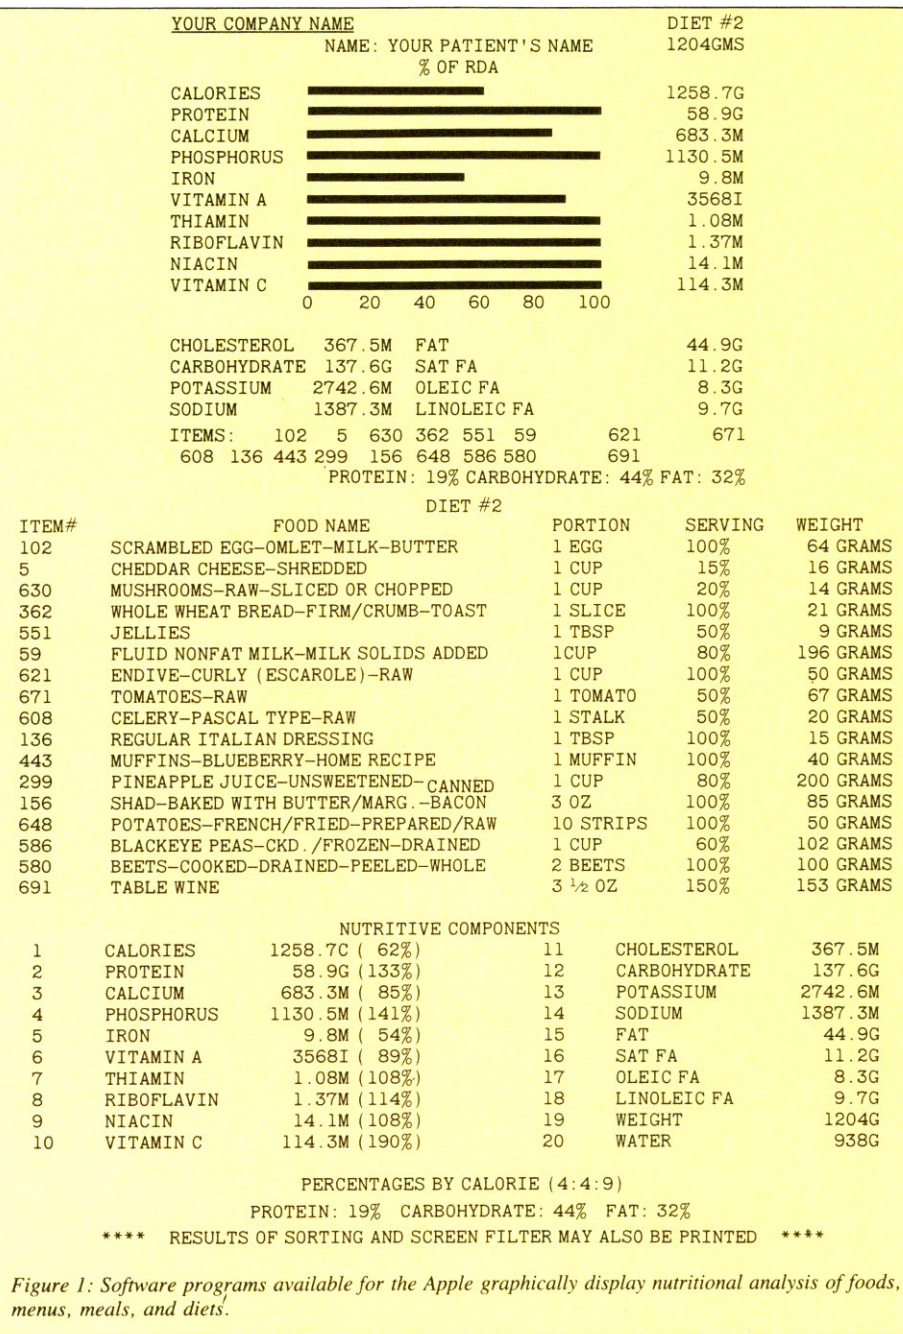 YOUR COMPANY NAME DIET #2
NAME: YOUR PATIENT'S NAME 1204GMS
% OF RDA
CALORIES 1258.7G
PROTEIN 58.9G
CALCIUM 683.3M
PHOSPHORUS 1130.5M
IRON 9.8M
VITAMIN A 3568I
THIAMIN 1.08M
RIBOFLAVIN 1.37M
NIACIN 14.1M
VITAMIN C 114.3M
0 20 40 60 80 100
CHOLESTEROL 367.5M FAT 44.9G
CARBOHYDRATE 137.6G SAT FA 11.2G
POTASSIUM 2742.6M OLEIC FA 8.3G
SODIUM 1387.3M LINOLEIC FA 9.7G
ITEMS: 102 5 630 362 551 59 621 671
608 136 443 299 156 648 586 580 691
PROTEIN: 19% CARBOHYDRATE: 44% FAT: 32%
DIET #2
ITEM# FOOD NAME PORTION SERVING WEIGHT
102 SCRAMBLED EGG–OMLET–MILK–BUTTER 1 EGG 100% 64 GRAMS
5 CHEDDAR CHEESE–SHREDDED 1 CUP 15% 16 GRAMS
630 MUSHROOMS–RAW–SLICED OR CHOPPED 1 CUP 20% 14 GRAMS
362 WHOLE WHEAT BREAD–FIRM/CRUMB–TOAST 1 SLICE 100% 21 GRAMS
551 JELLIES 1 TBSP 50% 9 GRAMS
59 FLUID NONFAT MILK–MILK SOLIDS ADDED 1CUP 80% 196 GRAMS
621 ENDIVE–CURLY (ESCAROLE)–RAW 1 CUP 100% 50 GRAMS
671 TOMATOES–RAW 1 TOMATO 50% 67 GRAMS
608 CELERY–PASCAL TYPE–RAW 1 STALK 50% 20 GRAMS
136 REGULAR ITALIAN DRESSING 1 TBSP 100% 15 GRAMS
443 MUFFINS–BLUEBERRY–HOME RECIPE 1 MUFFIN 100% 40 GRAMS
299 PINEAPPLE JUICE–UNSWEETENED–CANNED 1 CUP 80% 200 GRAMS
156 SHAD–BAKED WITH BUTTER/MARG.–BACON 3 OZ 100% 85 GRAMS
648 POTATOES–FRENCH/FRIED–PREPARED/RAW 10 STRIPS 100% 50 GRAMS
586 BLACKEYE PEAS–CKD./FROZEN–DRAINED 1 CUP 60% 102 GRAMS
580 BEETS–COOKED–DRAINED–PEELED–WHOLE 2 BEETS 100% 100 GRAMS
691 TABLE WINE 3 ½ OZ 150% 153 GRAMS
NUTRITIVE COMPONENTS
1 CALORIES 1258.7C ( 62%) 11 CHOLESTEROL 367.5M
2 PROTEIN 58.9G (133%) 12 CARBOHYDRATE 137.6G
3 CALCIUM 683.3M ( 85%) 13 POTASSIUM 2742.6M
4 PHOSPHORUS 1130.5M (141%) 14 SODIUM 1387.3M
5 IRON 9.8M ( 54%) 15 FAT 44.9G
6 VITAMIN A 3568I ( 89%) 16 SAT FA 11.2G
7 THIAMIN 1.08M (108%) 17 OLEIC FA 8.3G
8 RIBOFLAVIN 1.37M (114%) 18 LINOLEIC FA 9.7G
9 NIACIN 14.1M (108%) 19 WEIGHT 1204G
10 VITAMIN C 114.3M (190%) 20 WATER 938G
PERCENTAGES BY CALORIE (4:4:9)
PROTEIN: 19% CARBOHYDRATE: 44% FAT: 32%
**** RESULTS OF SORTING AND SCREEN FILTER MAY ALSO BE PRINTED ****
Figure 1: Software programs available for the Apple graphically display nutritional analysis of foods,
menus, meals, and diets.